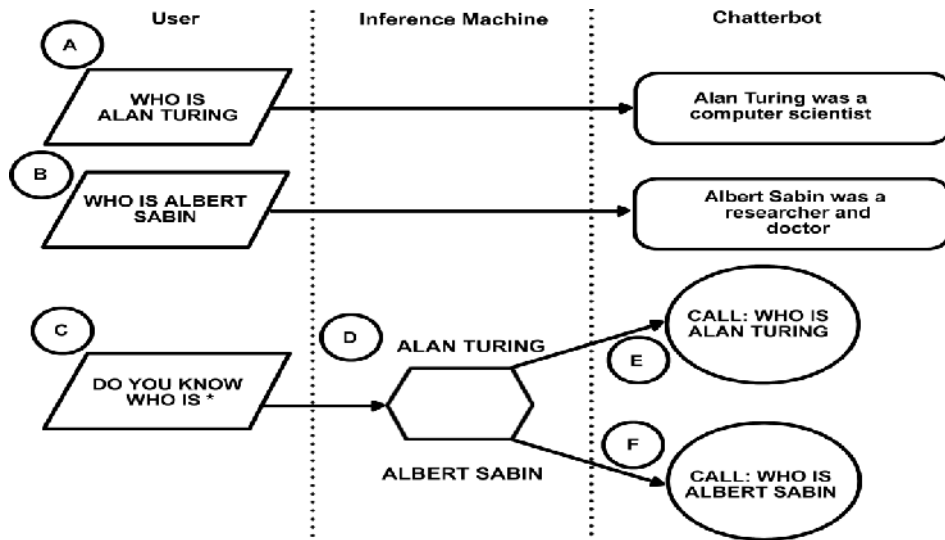 User
Inference Machine
Chatterbot
A
WHO IS
ALAN TURING
Alan Turing was a
computer scientist
B
WHO IS ALBERT
SABIN
Albert Sabin was a
researcher and
doctor
C
DO YOU KNOW
WHO IS *
D
ALAN TURING
ALBERT SABIN
E
CALL: WHO IS
ALAN TURING
F
CALL: WHO IS
ALBERT SABIN